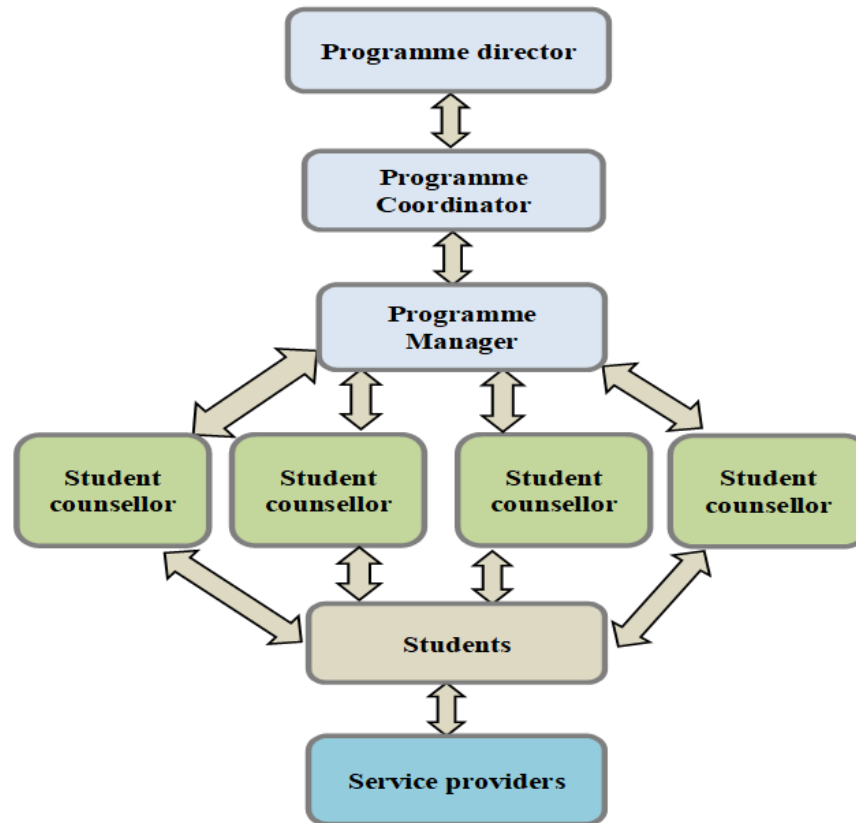 Programme director
Programme
Coordinator
Programme
Manager
Student
counsellor
Student
counsellor
Student
counsellor
Student
counsellor
Students
Service providers